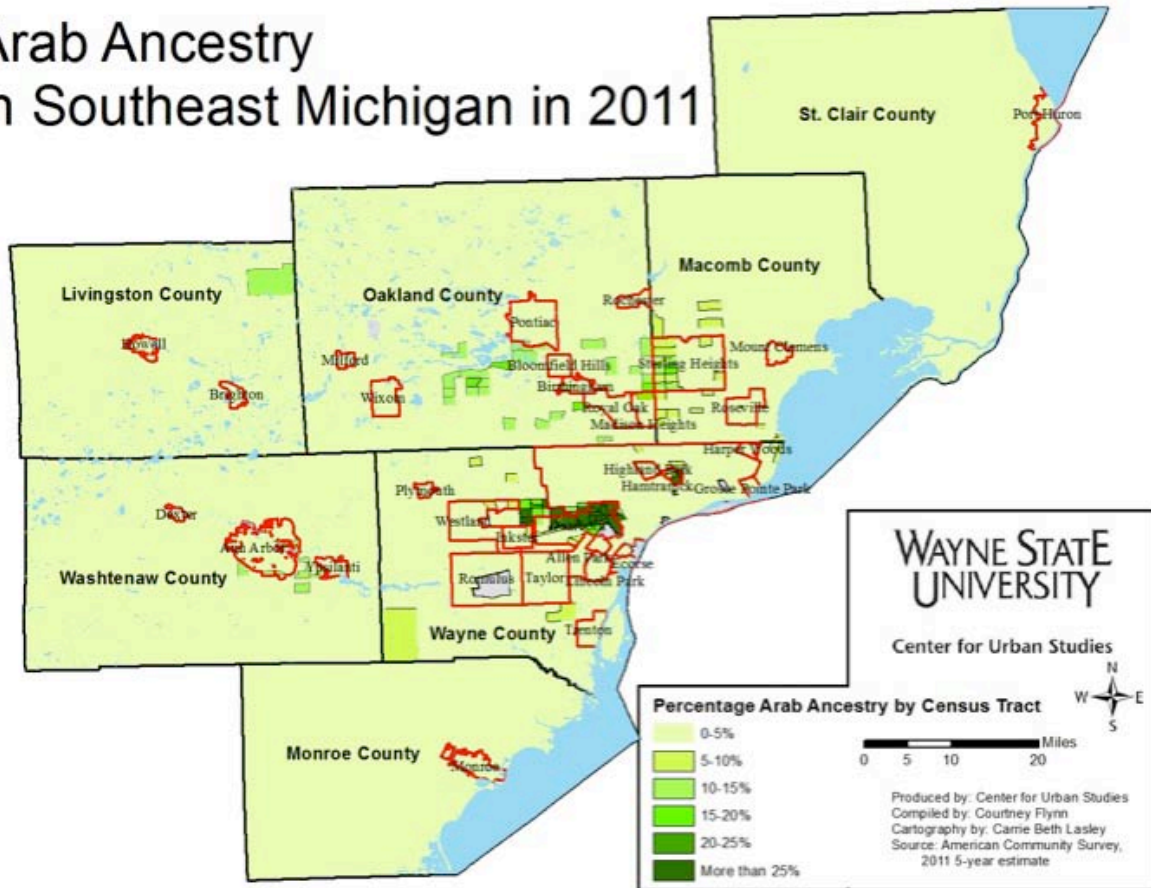 Arab Ancestry
n Southeast Michigan in 2011
St. Clair County
Port Huron
Macomb County
Livingston County
Oakland County
Rochester
Pontiac
Howell
Milford
Bloomfield Hills
Sterling Heights
Mount Clemens
Brighton
Wixom
Birmingham
Royal Oak
Roseville
Madison Heights
Harper Woods
Highland Park
Plymouth
Hamtramck
Grosse Pointe Park
Dexter
Westland
Ann Arbor
Inkster
Ypsilanti
Allen Park
Ecorse
Washtenaw County
Romulus
Taylor
Lincoln Park
Wayne County
Trenton
Monroe County
Monroe
WAYNE STATE
UNIVERSITY
Center for Urban Studies
N
W
E
S
Percentage Arab Ancestry by Census Tract
0-5%
5-10%
10-15%
15-20%
20-25%
More than 25%
Miles
0 5 10 20
Produced by: Center for Urban Studies
Compiled by: Courtney Flynn
Cartography by: Carrie Beth Lasley
Source: American Community Survey,
2011 5-year estimate